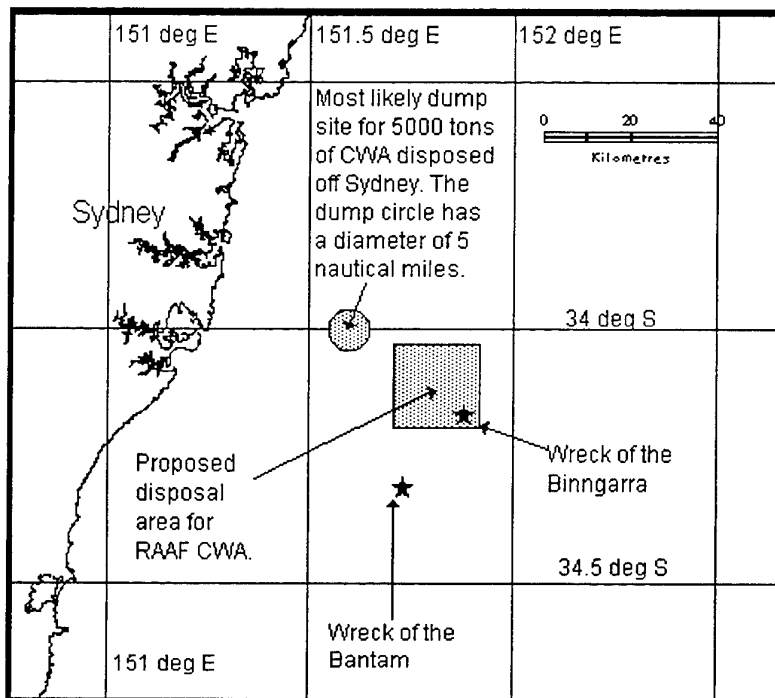 151 deg E
151.5 deg E
152 deg E
Most likely dump
site for 5000 tons
of CWA disposed
off Sydney. The
dump circle has
a diameter of 5
nautical miles.
0 20 40
Kilometres
Sydney
34 deg S
Proposed
disposal
area for
RAAF CWA.
Wreck of the
Binngarra
34.5 deg S
Wreck of the
Bantam
151 deg E